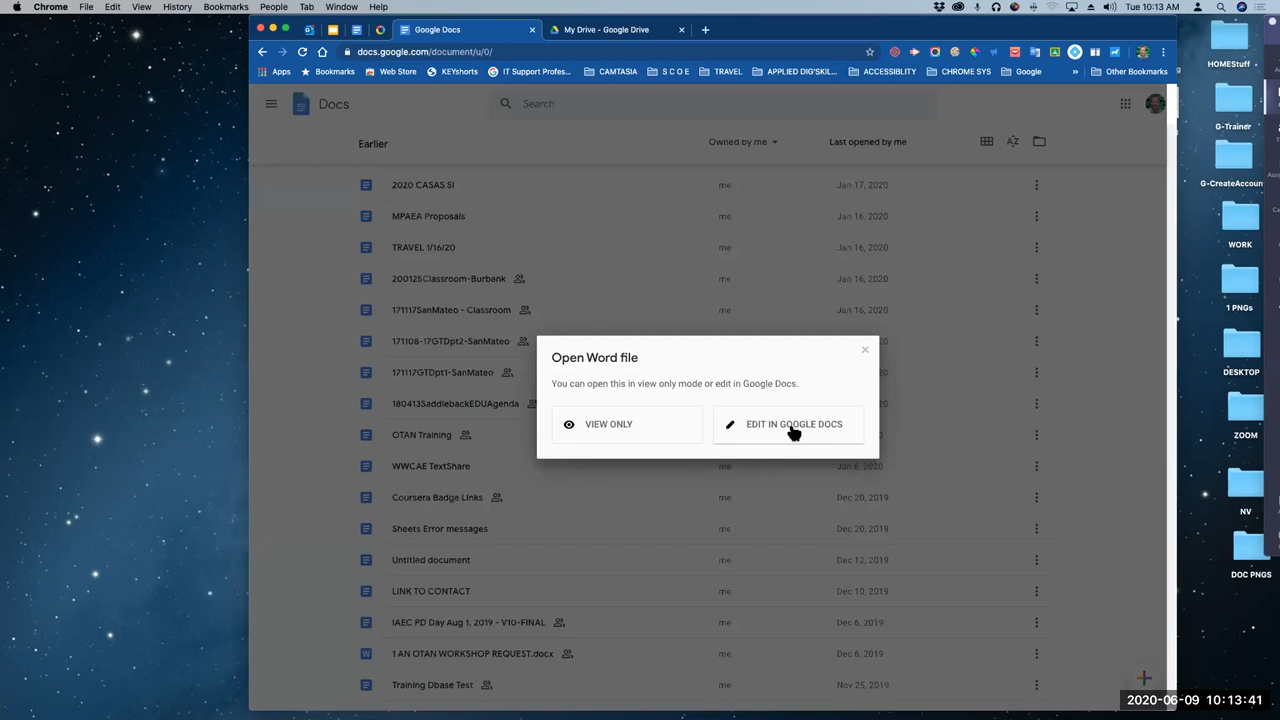 Chrome File Edit View History Bookmarks People Tab Window Help Tue 10:13 AM
Google Docs My Drive - Google Drive
docs.google.com/document/u/0/
Apps Bookmarks Web Store KEYshorts IT Support Profes... CAMTASIA S C O E TRAVEL APPLIED DIG'SKIL... ACCESSIBLITY CHROME SYS Google » Other Bookmarks
Docs Search
Earlier Owned by me Last opened by me
2020 CASAS SI me Jan 17, 2020
MPAEA Proposals me Jan 16, 2020
TRAVEL 1/16/20 me Jan 16, 2020
200125Classroom-Burbank me Jan 16, 2020
171117SanMateo - Classroom me Jan 16, 2020
171108-17GTDpt2-SanMateo
171117GTDpt1-SanMateo
180413SaddlebackEDUAgenda
OTAN Training
WWCAE TextShare me Jan 6, 2020
Coursera Badge Links me Dec 20, 2019
Sheets Error messages me Dec 20, 2019
Untitled document me Dec 12, 2019
LINK TO CONTACT me Dec 10, 2019
IAEC PD Day Aug 1, 2019 - V10-FINAL me Dec 6, 2019
1 AN OTAN WORKSHOP REQUEST.docx me Dec 6, 2019
Training Dbase Test me Nov 25, 2019
Open Word file
You can open this in view only mode or edit in Google Docs.
VIEW ONLY EDIT IN GOOGLE DOCS
HOMEStuff
G-Trainer
G-CreateAccoun
WORK
1 PNGs
DESKTOP
ZOOM
NV
DOC PNGS
2020-06-09 10:13:41